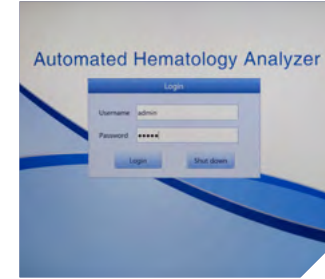 Automated Hematology Analyzer
Login
Username admin
Password •••••
Login Shut down